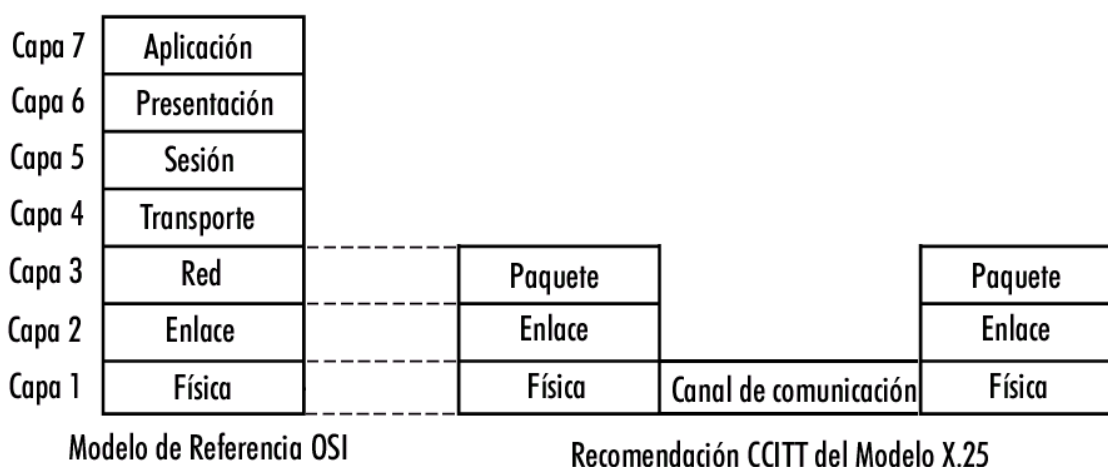 Capa 7 Aplicación
Capa 6 Presentación
Capa 5 Sesión
Capa 4 Transporte
Capa 3 Red Paquete Paquete
Capa 2 Enlace Enlace Enlace
Capa 1 Física Física Canal de comunicación Física
Modelo de Referencia OSI Recomendación CCITT del Modelo X.25